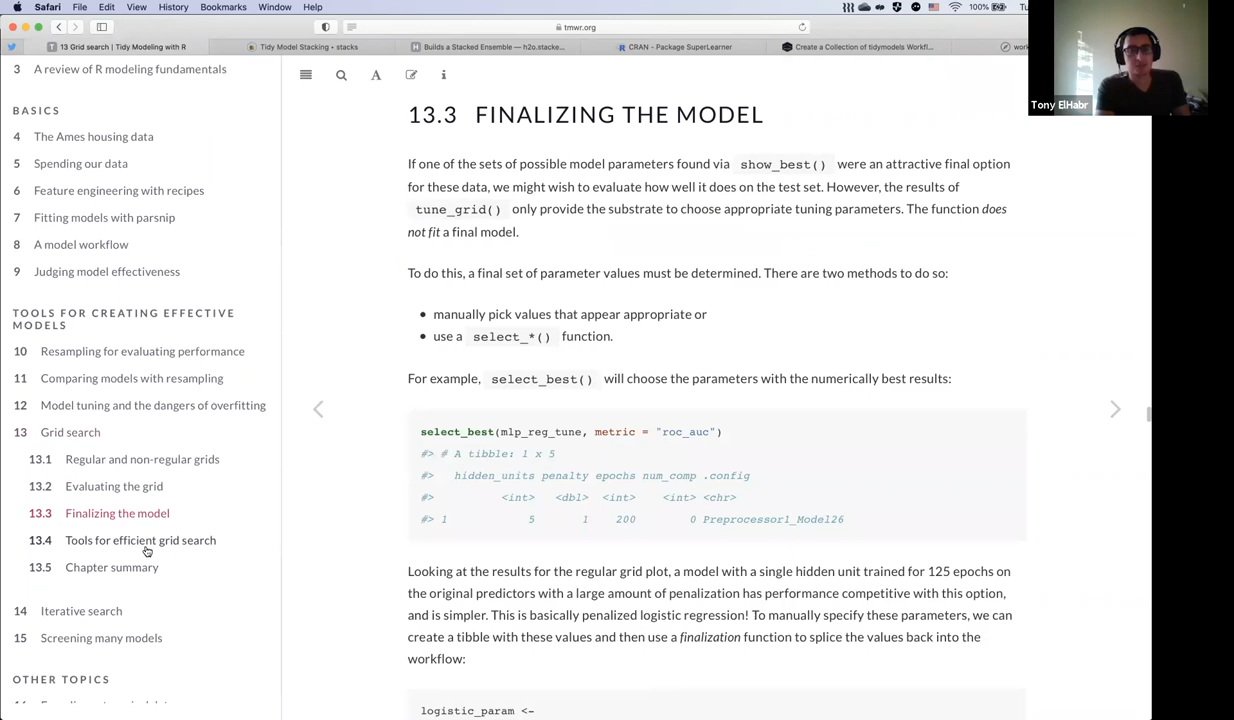 Safari File Edit View History Bookmarks Window Help 100%
tmwr.org
13 Grid search | Tidy Modeling with R
Tidy Model Stacking • stacks
Builds a Stacked Ensemble — h2o.stacke...
CRAN - Package SuperLearner
Create a Collection of tidymodels Workfl...
Tony ElHabr
3 A review of R modeling fundamentals
BASICS
4 The Ames housing data
5 Spending our data
6 Feature engineering with recipes
7 Fitting models with parsnip
8 A model workflow
9 Judging model effectiveness
TOOLS FOR CREATING EFFECTIVE
MODELS
10 Resampling for evaluating performance
11 Comparing models with resampling
12 Model tuning and the dangers of overfitting
13 Grid search
13.1 Regular and non-regular grids
13.2 Evaluating the grid
13.3 Finalizing the model
13.4 Tools for efficient grid search
13.5 Chapter summary
14 Iterative search
15 Screening many models
OTHER TOPICS
13.3 FINALIZING THE MODEL
If one of the sets of possible model parameters found via show_best() were an attractive final option
for these data, we might wish to evaluate how well it does on the test set. However, the results of
tune_grid() only provide the substrate to choose appropriate tuning parameters. The function does
not fit a final model.
To do this, a final set of parameter values must be determined. There are two methods to do so:
• manually pick values that appear appropriate or
• use a select_*() function.
For example, select_best() will choose the parameters with the numerically best results:
select_best(mlp_reg_tune, metric = "roc_auc")
#> # A tibble: 1 x 5
#> hidden_units penalty epochs num_comp .config
#> <int> <dbl> <int> <int> <chr>
#> 1 5 1 200 0 Preprocessor1_Model26
Looking at the results for the regular grid plot, a model with a single hidden unit trained for 125 epochs on
the original predictors with a large amount of penalization has performance competitive with this option,
and is simpler. This is basically penalized logistic regression! To manually specify these parameters, we can
create a tibble with these values and then use a finalization function to splice the values back into the
workflow:
logistic_param <-